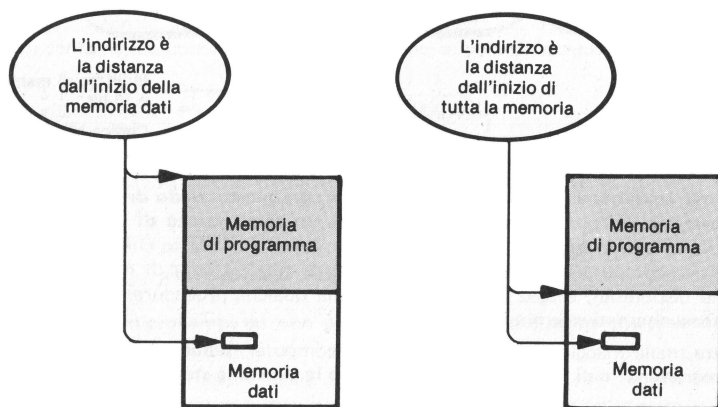 L'indirizzo è
la distanza
dall'inizio della
memoria dati
L'indirizzo è
la distanza
dall'inizio di
tutta la memoria
Memoria
di programma
Memoria
dati
Memoria
di programma
Memoria
dati